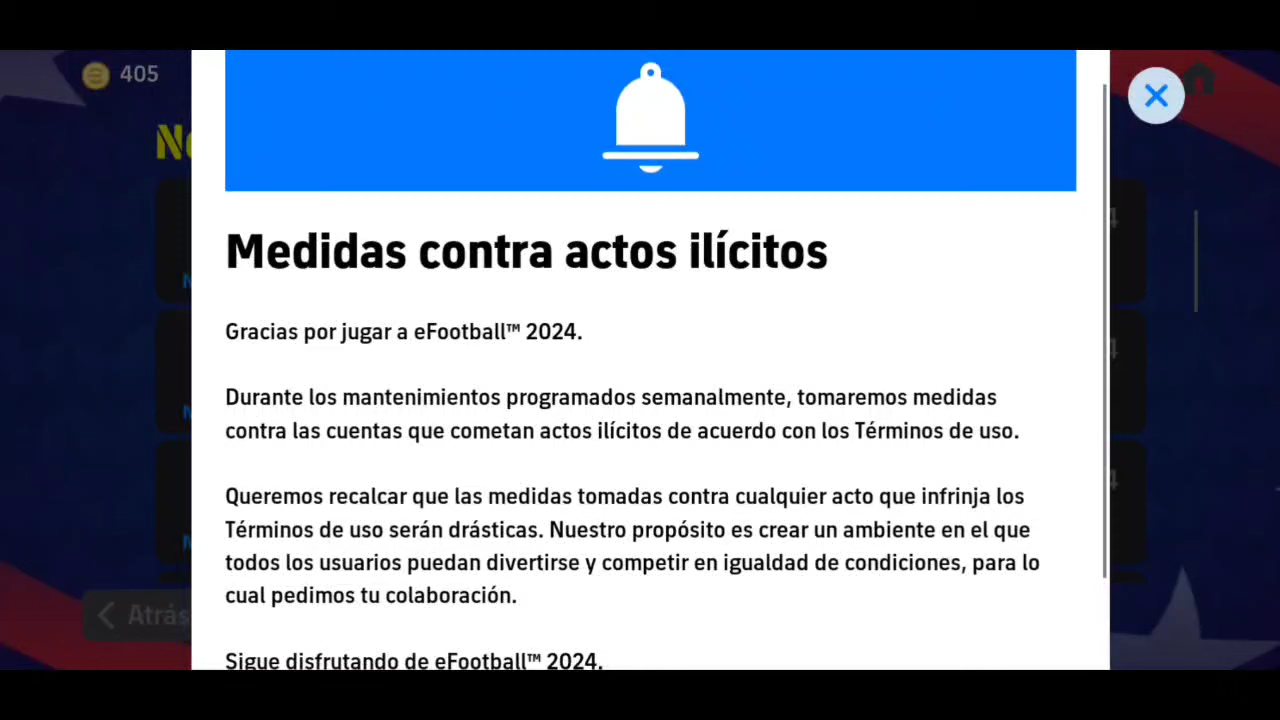 405
Medidas contra actos ilícitos
Gracias por jugar a eFootball™ 2024.
Durante los mantenimientos programados semanalmente, tomaremos medidas
contra las cuentas que cometan actos ilícitos de acuerdo con los Términos de uso.
Queremos recalcar que las medidas tomadas contra cualquier acto que infrinja los
Términos de uso serán drásticas. Nuestro propósito es crear un ambiente en el que
todos los usuarios puedan divertirse y competir en igualdad de condiciones, para lo
cual pedimos tu colaboración.
Atrás
Sigue disfrutando de eFootball™ 2024.